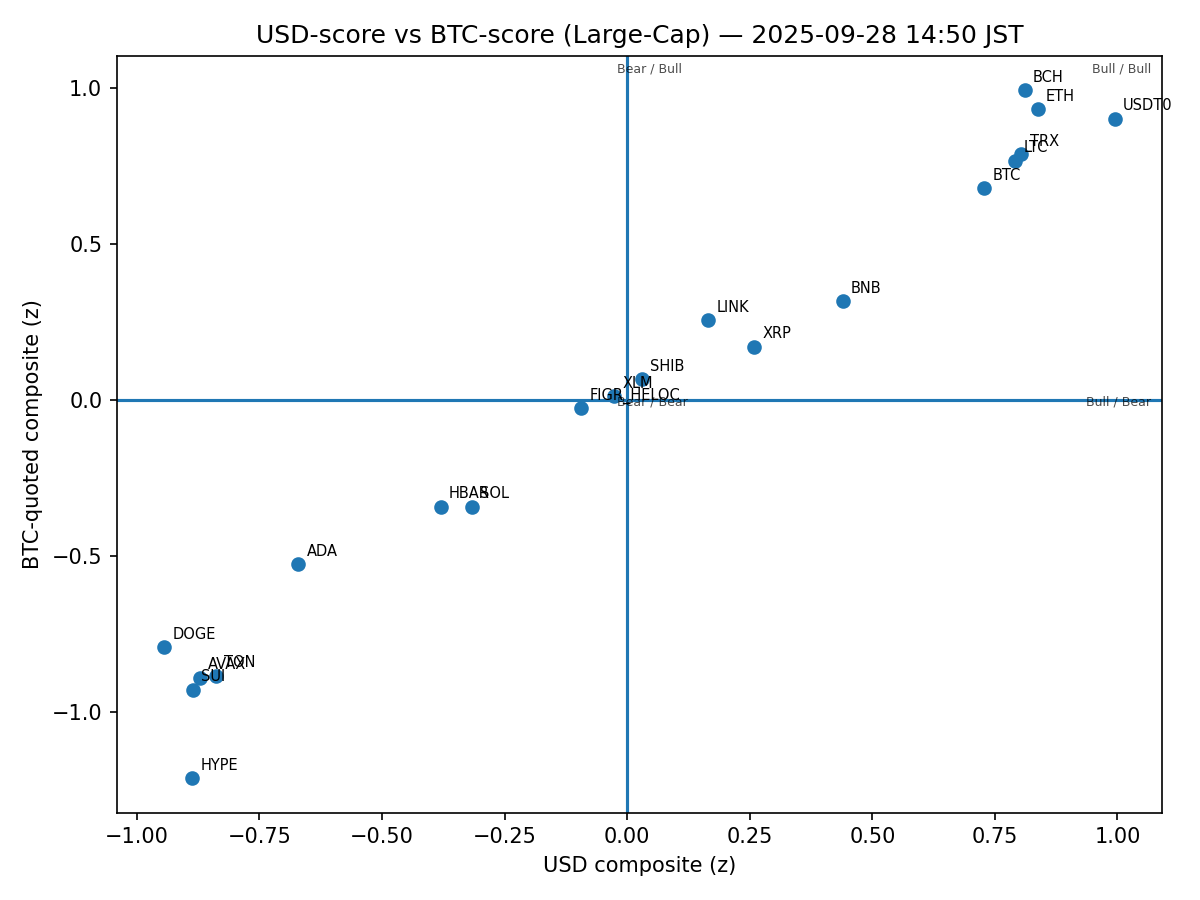 USD-score vs BTC-score (Large-Cap) — 2025-09-28 14:50 JST
Bear / Bull
Bull / Bull
BCH
ETH
USDT0
TRX
LTC
BTC
BNB
LINK
XRP
SHIB
XLM
FIGR_HELOC
Bear / Bear
Bull / Bear
HBAR
SOL
ADA
DOGE
AVAX
TON
SUI
HYPE
1.0
0.5
0.0
−0.5
−1.0
BTC-quoted composite (z)
−1.00
−0.75
−0.50
−0.25
0.00
0.25
0.50
0.75
1.00
USD composite (z)